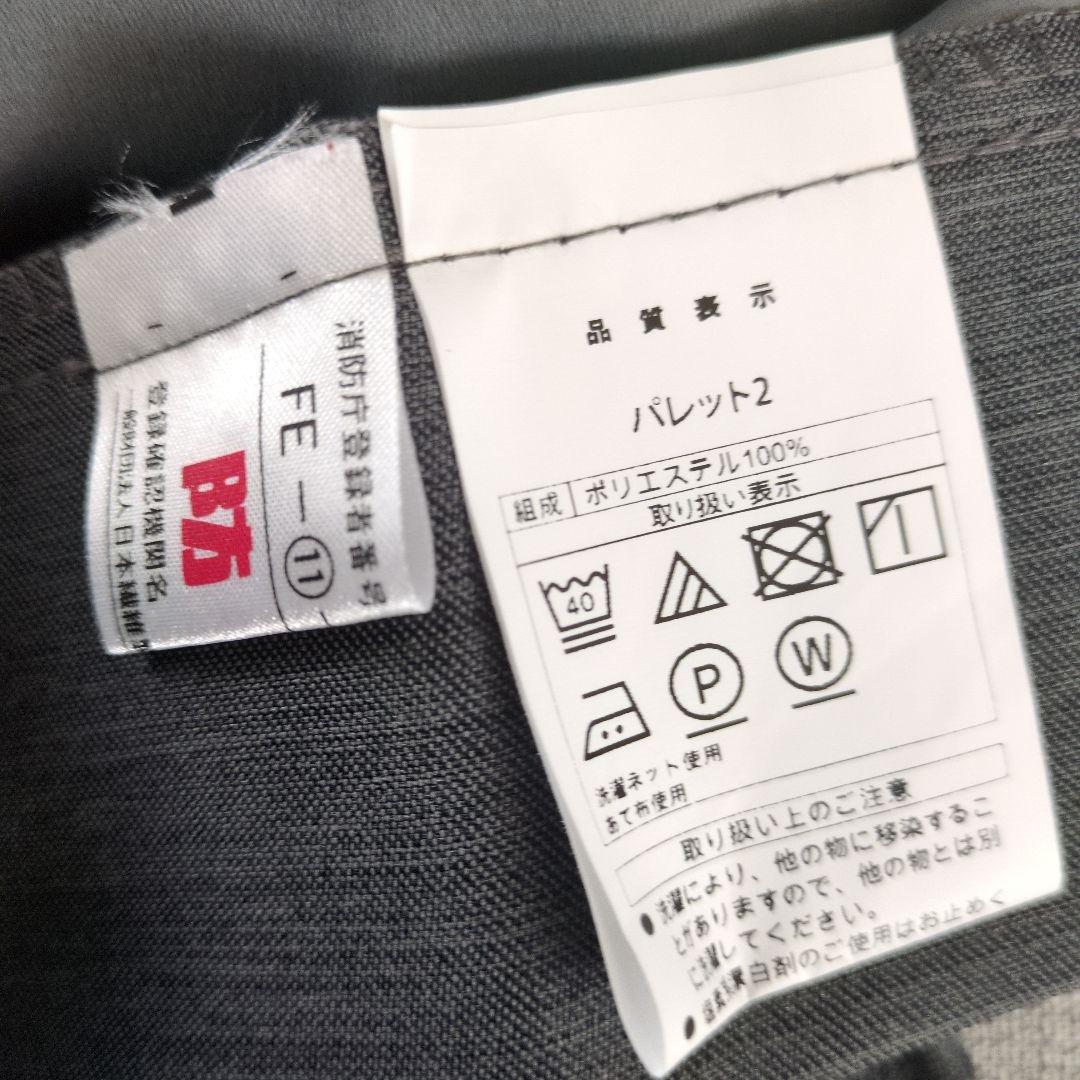 消防庁登録者番号
FE－⑪
登録確認機関名
一般財団法人日本繊維
品質表示
パレット2
組成 ポリエステル100%
取り扱い表示
40
P
W
洗濯ネット使用
あて布使用
取り扱い上のご注意
●洗濯により、他の物に移染するこ
とがありますので、他の物とは別
に洗濯してください。
白剤のご使用はお止めく